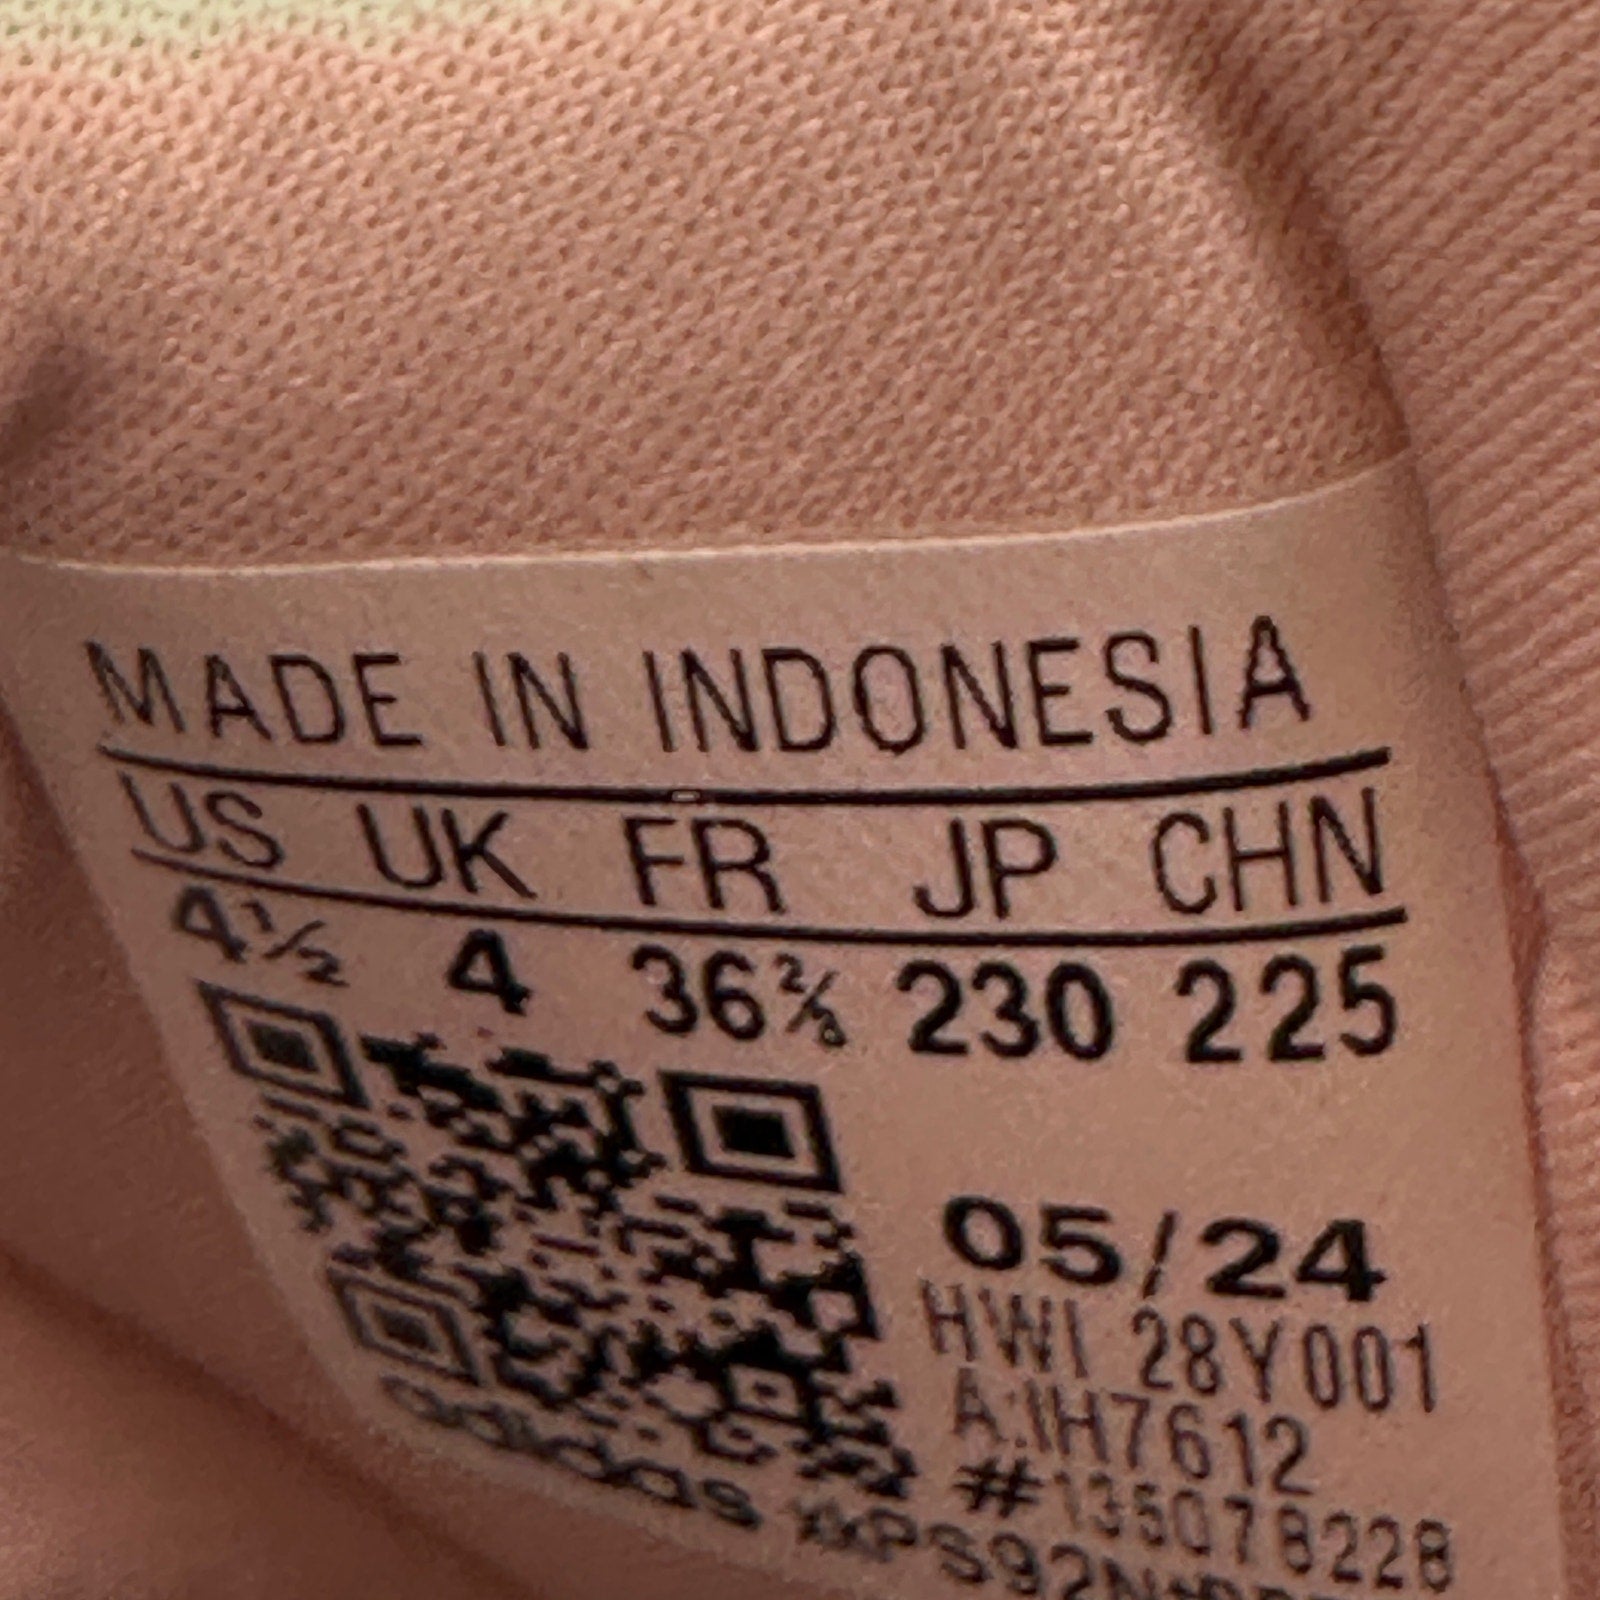 MADE IN INDONESIA
US UK FR JP CHN
4½ 4 36⅔ 230 225
05/24
HWI 28Y001
A:IH7612
#135078228
adidas